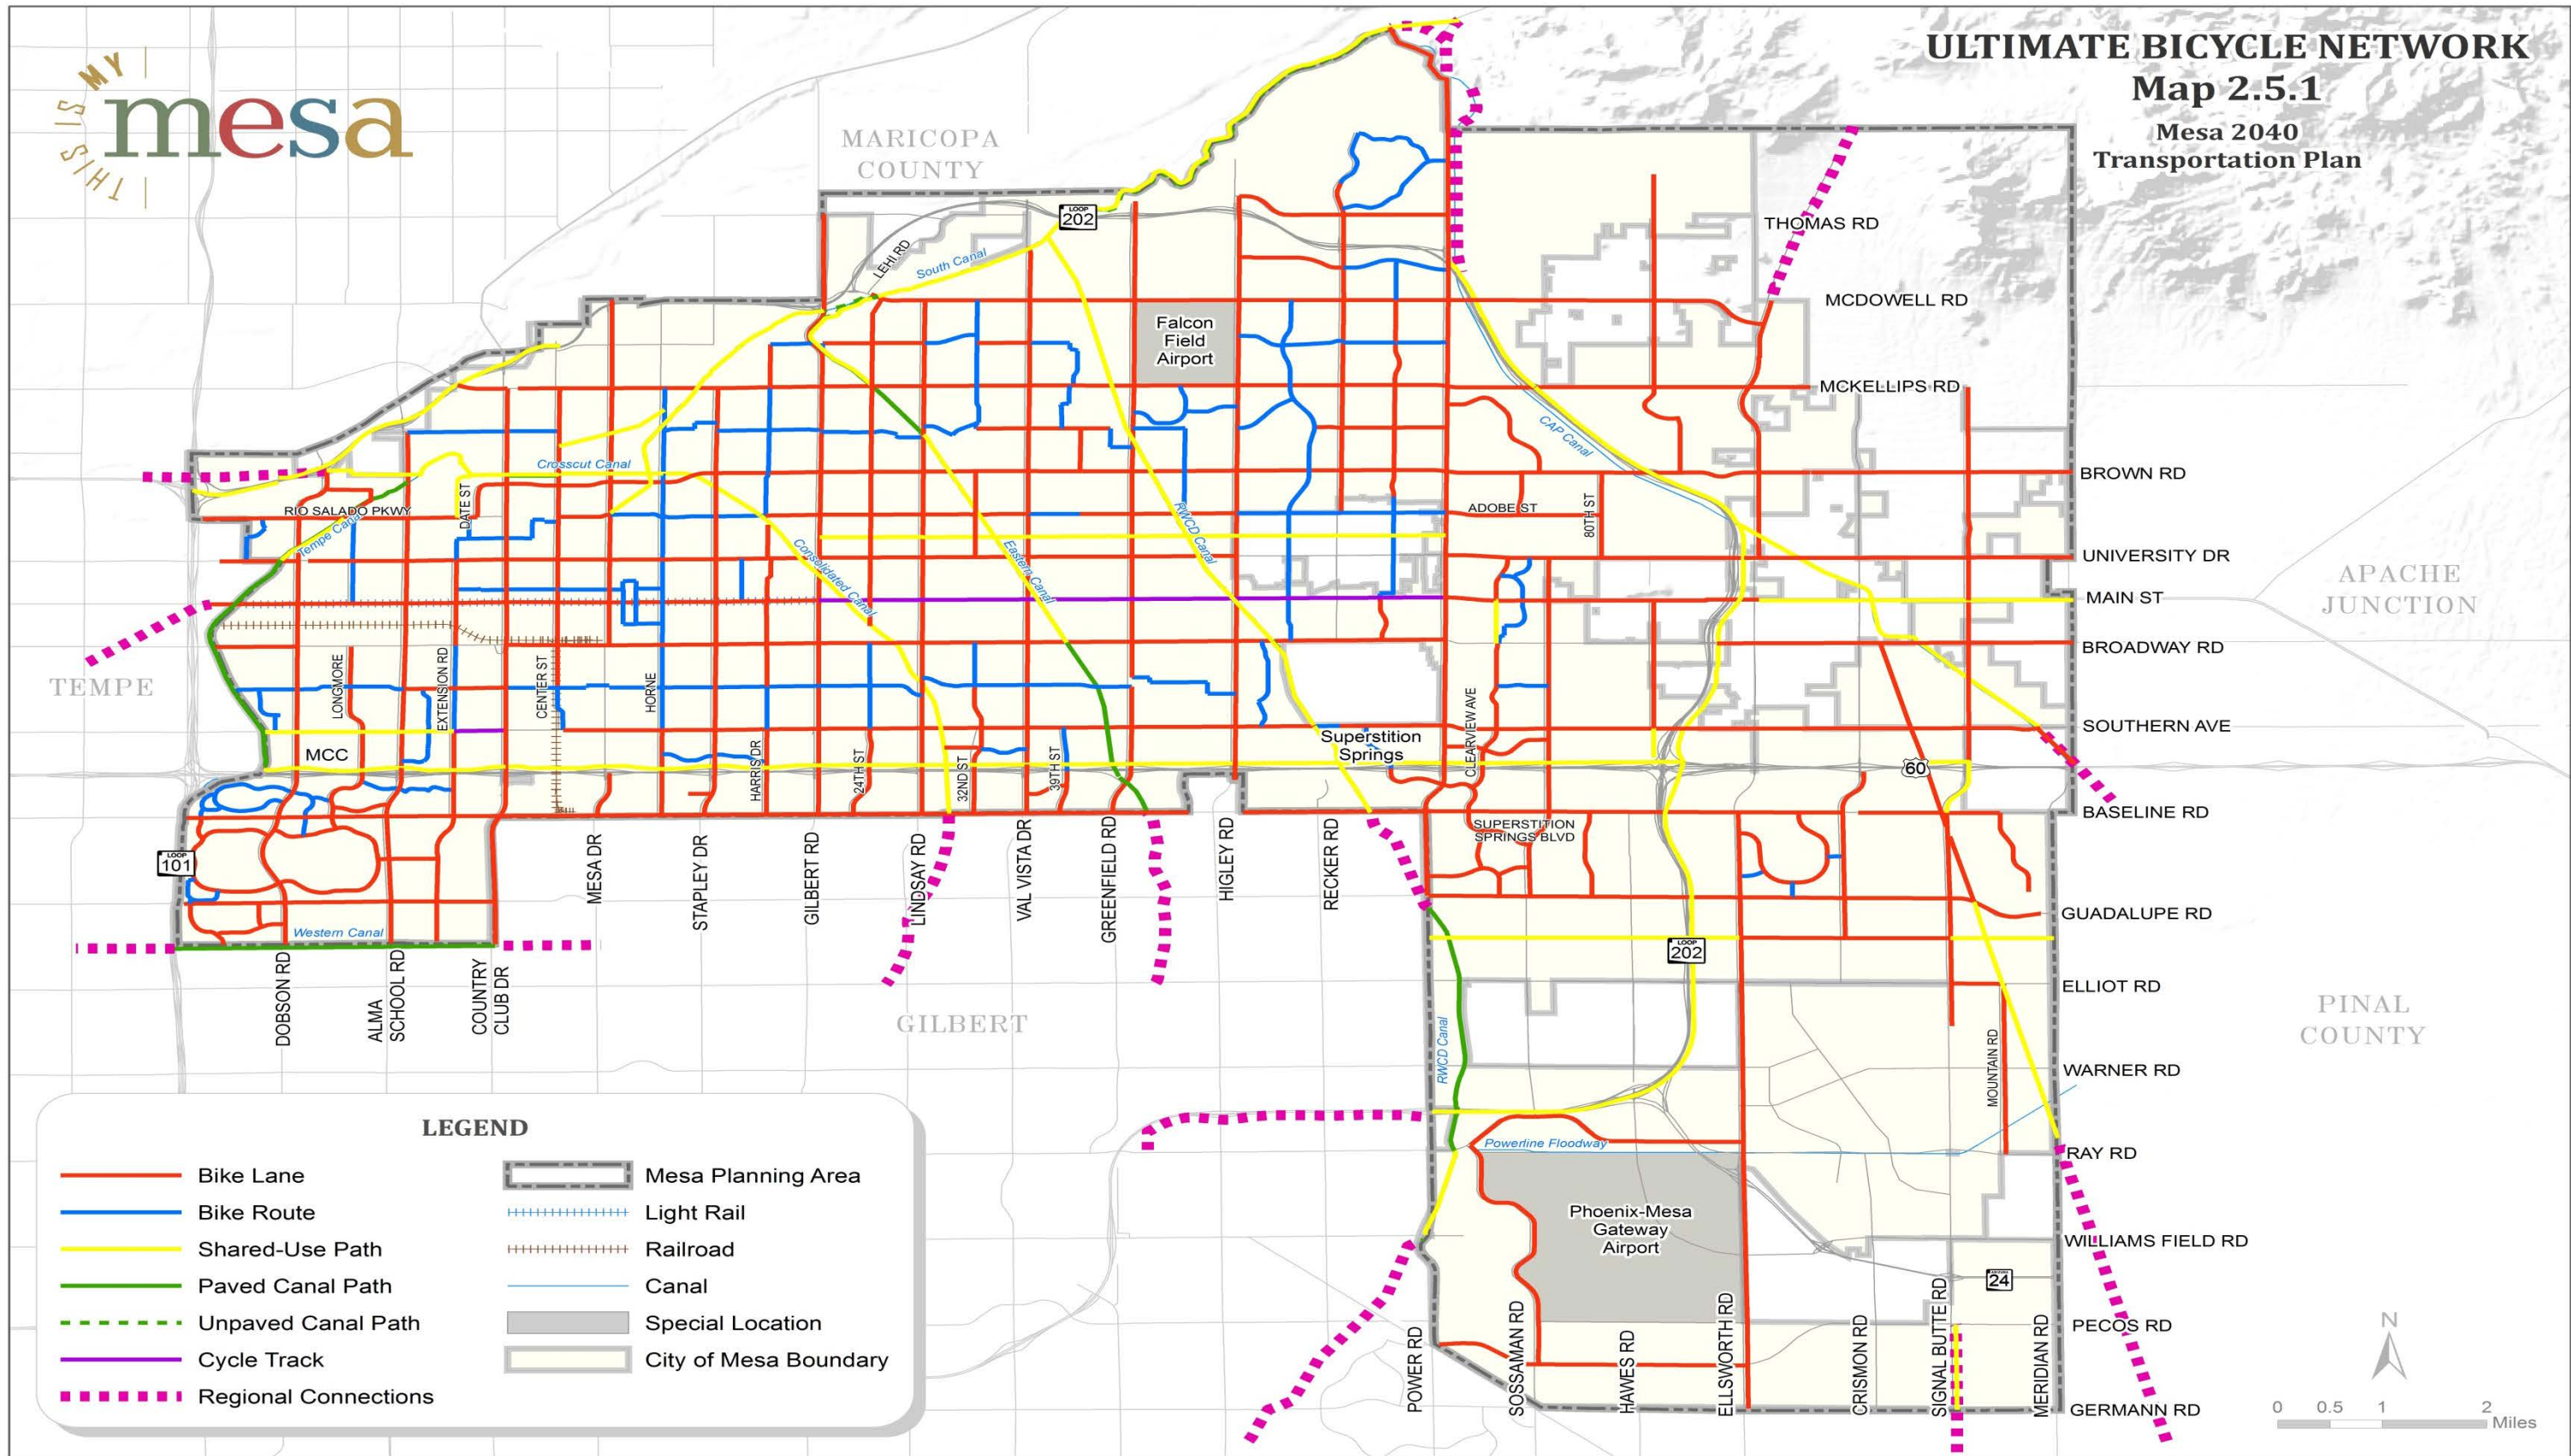 THIS IS MY
mesa
ULTIMATE BICYCLE NETWORK
Map 2.5.1
Mesa 2040
Transportation Plan
MARICOPA
COUNTY
LOOP
202
LEHI RD
South Canal
THOMAS RD
MCDOWELL RD
Falcon
Field
Airport
MCKELLIPS RD
CAP Canal
Crosscut Canal
BROWN RD
DATE ST
RIO SALADO PKWY
Tempe Canal
RWCD Canal
ADOBE ST
80TH ST
Consolidated Canal
Eastern Canal
UNIVERSITY DR
APACHE
JUNCTION
MAIN ST
BROADWAY RD
TEMPE
LONGMORE
EXTENSION RD
CENTER ST
HORNE
CLEARVIEW AVE
SOUTHERN AVE
MCC
HARRIS DR
24TH ST
32ND ST
39TH ST
Superstition
Springs
60
BASELINE RD
SUPERSTITION
SPRINGS BLVD
LOOP
101
MESA DR
STAPLEY DR
GILBERT RD
LINDSAY RD
VAL VISTA DR
GREENFIELD RD
HIGLEY RD
RECKER RD
GUADALUPE RD
Western Canal
LOOP
202
DOBSON RD
ALMA
SCHOOL RD
COUNTRY
CLUB DR
ELLIOT RD
GILBERT
PINAL
COUNTY
RWCD Canal
MOUNTAIN RD
WARNER RD
Powerline Floodway
RAY RD
Phoenix-Mesa
Gateway
Airport
WILLIAMS FIELD RD
24
PECOS RD
POWER RD
SOSSAMAN RD
HAWES RD
ELLSWORTH RD
CRISMON RD
SIGNAL BUTTE RD
MERIDIAN RD
GERMANN RD
N
0 0.5 1 2
Miles
LEGEND
Bike Lane
Bike Route
Shared-Use Path
Paved Canal Path
Unpaved Canal Path
Cycle Track
Regional Connections
Mesa Planning Area
Light Rail
Railroad
Canal
Special Location
City of Mesa Boundary